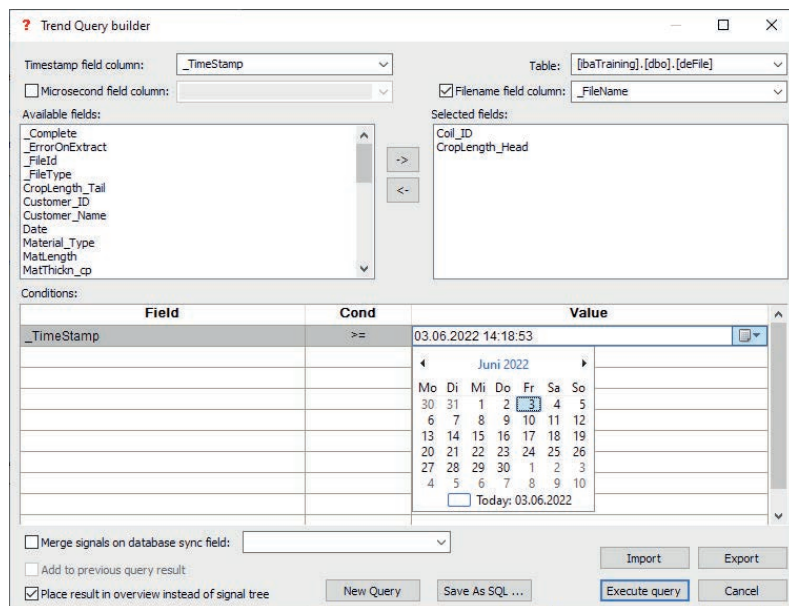 ? Trend Query builder
Timestamp field column: _TimeStamp Table: [ibaTraining].[dbo].[deFile]
Microsecond field column: Filename field column: _FileName
Available fields: Selected fields:
_Complete
_ErrorOnExtract
_FileId
_FileType
CropLength_Tail
Customer_ID
Customer_Name
Date
Material_Type
MatLength
MatThickn_cp
->
<-
Coil_ID
CropLength_Head
Conditions:
Field Cond Value
_TimeStamp >= 03.06.2022 14:18:53
Juni 2022
Mo Di Mi Do Fr Sa So
30 31 1 2 3 4 5
6 7 8 9 10 11 12
13 14 15 16 17 18 19
20 21 22 23 24 25 26
27 28 29 30 1 2 3
4 5 6 7 8 9 10
Today: 03.06.2022
Merge signals on database sync field:
Add to previous query result
Place result in overview instead of signal tree
Import Export
New Query Save As SQL ... Execute query Cancel